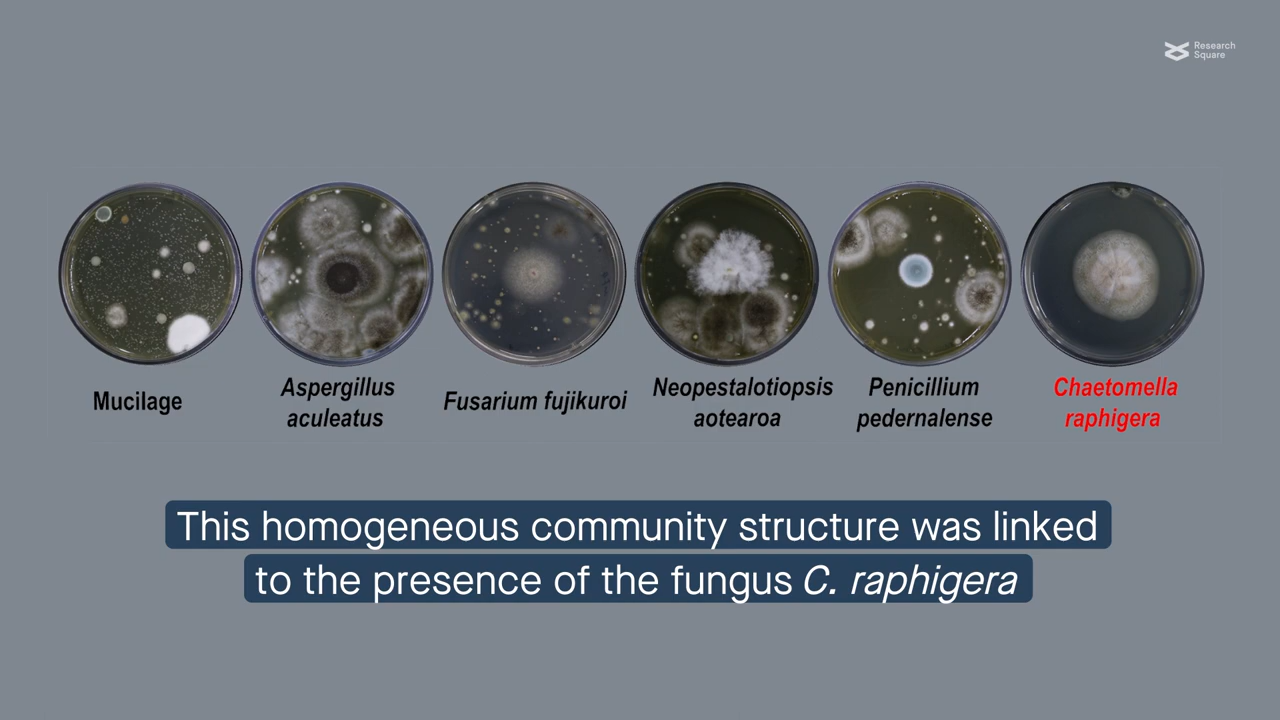 Research
Square
Mucilage
Aspergillus
aculeatus
Fusarium fujikuroi
Neopestalotiopsis
aotearoa
Penicillium
pedernalense
Chaetomella
raphigera
This homogeneous community structure was linked
to the presence of the fungus C. raphigera